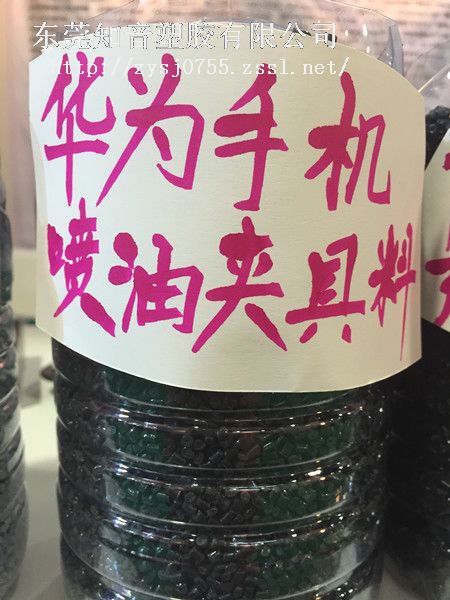 东莞知音塑胶有限公司
http://zysj0755.zssl.net/
华为手机
喷油夹具料